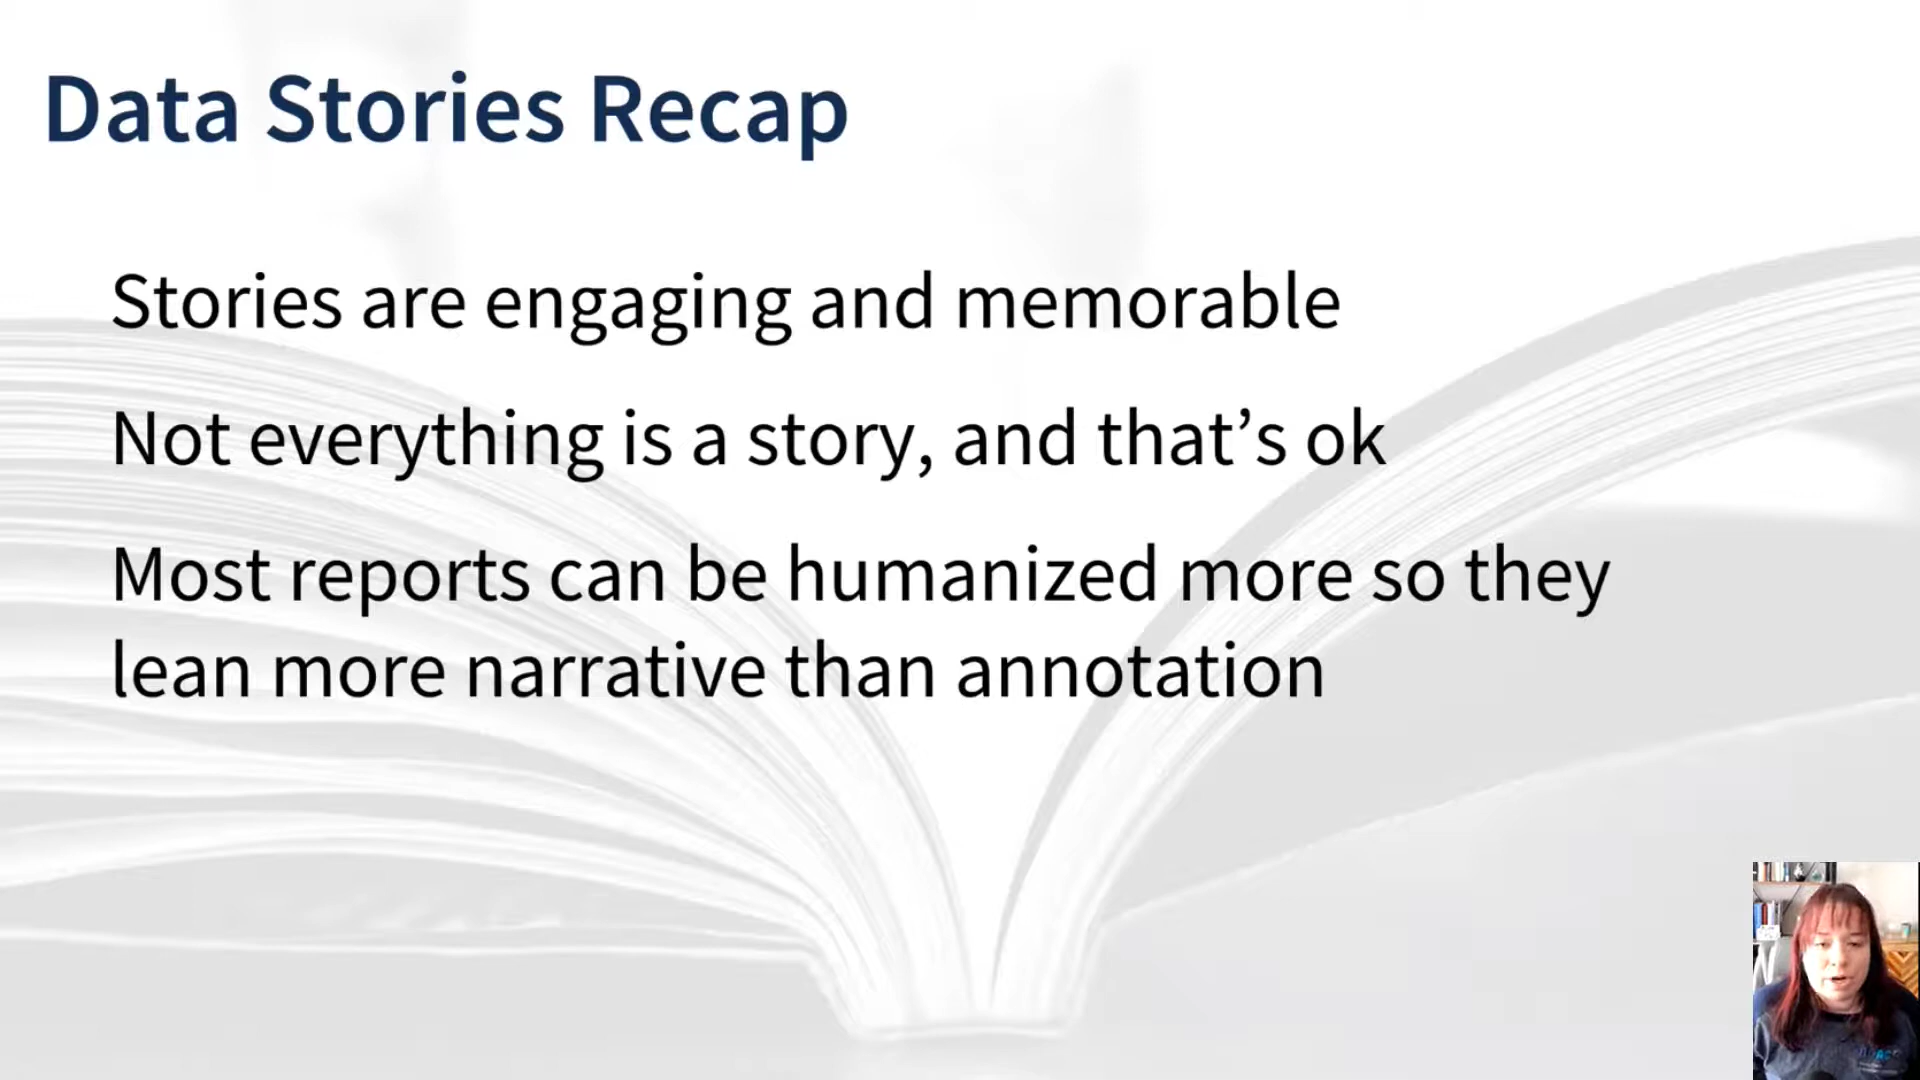 Data Stories Recap
Stories are engaging and memorable
Not everything is a story, and that’s ok
Most reports can be humanized more so they
lean more narrative than annotation